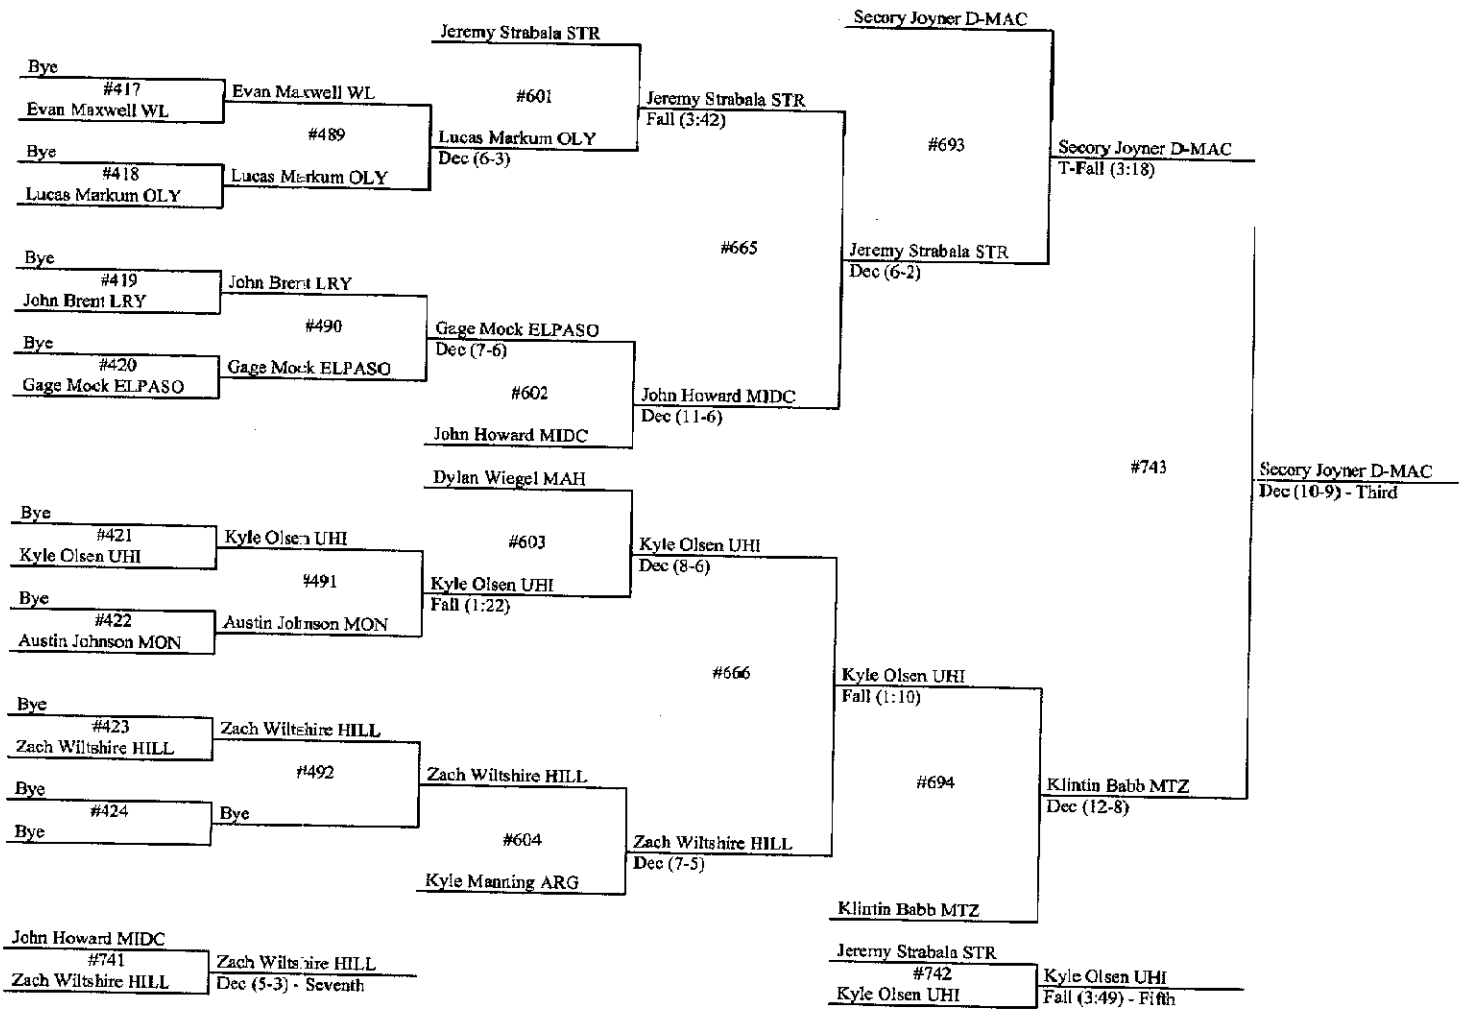 Secory Joyner D-MAC
Jeremy Strabala STR
Bye
#417
Evan Maxwell WL
Evan Maxwell WL
#601
Jeremy Strabala STR
Fall (3:42)
#489
Lucas Markum OLY
Dec (6-3)
#693
Secory Joyner D-MAC
T-Fall (3:18)
Bye
#418
Lucas Markum OLY
Lucas Markum OLY
#665
Jeremy Strabala STR
Dec (6-2)
Bye
#419
John Brent LRY
John Brent LRY
#490
Gage Mock ELPASO
Dec (7-6)
Bye
#420
Gage Mock ELPASO
Gage Mock ELPASO
#602
John Howard MIDC
Dec (11-6)
John Howard MIDC
#743
Secory Joyner D-MAC
Dec (10-9) - Third
Dylan Wiegel MAH
Bye
#421
Kyle Olsen UHI
Kyle Olsen UHI
#603
Kyle Olsen UHI
Dec (8-6)
#491
Kyle Olsen UHI
Fall (1:22)
Bye
#422
Austin Johnson MON
Austin Johnson MON
#666
Kyle Olsen UHI
Fall (1:10)
Bye
#423
Zach Wiltshire HILL
Zach Wiltshire HILL
#492
Zach Wiltshire HILL
#694
Klintin Babb MTZ
Dec (12-8)
Bye
#424
Bye
Bye
#604
Zach Wiltshire HILL
Dec (7-5)
Kyle Manning ARG
Klintin Babb MTZ
John Howard MIDC
#741
Zach Wiltshire HILL
Zach Wiltshire HILL
Dec (5-3) - Seventh
Jeremy Strabala STR
#742
Kyle Olsen UHI
Kyle Olsen UHI
Fall (3:49) - Fifth